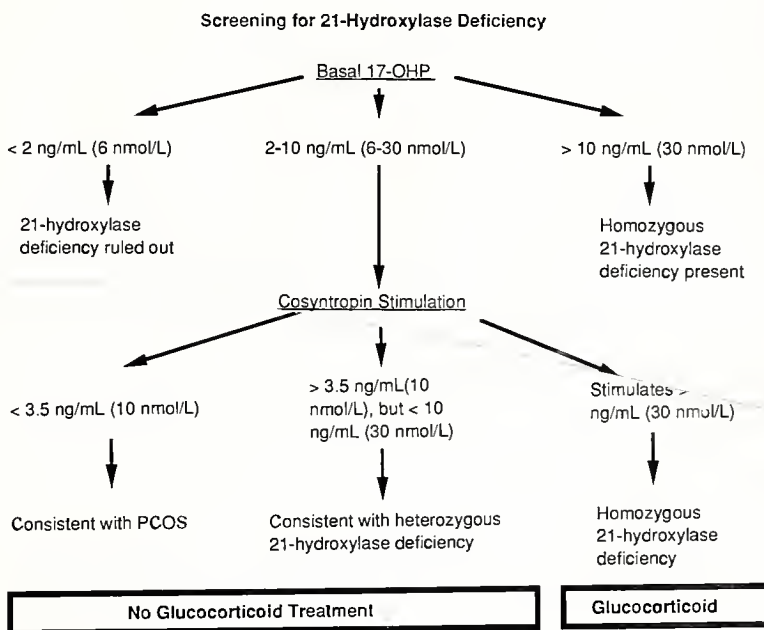 Screening for 21-Hydroxylase Deficiency
Basal 17-OHP
< 2 ng/mL (6 nmol/L)
2-10 ng/mL (6-30 nmol/L)
> 10 ng/mL (30 nmol/L)
21-hydroxylase
deficiency ruled out
Homozygous
21-hydroxylase
deficiency present
Cosyntropin Stimulation
< 3.5 ng/mL (10 nmol/L)
> 3.5 ng/mL(10
nmol/L), but < 10
ng/mL (30 nmol/L)
Stimulates >
ng/mL (30 nmol/L)
Consistent with PCOS
Consistent with heterozygous
21-hydroxylase deficiency
Homozygous
21-hydroxylase
deficiency
No Glucocorticoid Treatment
Glucocorticoid